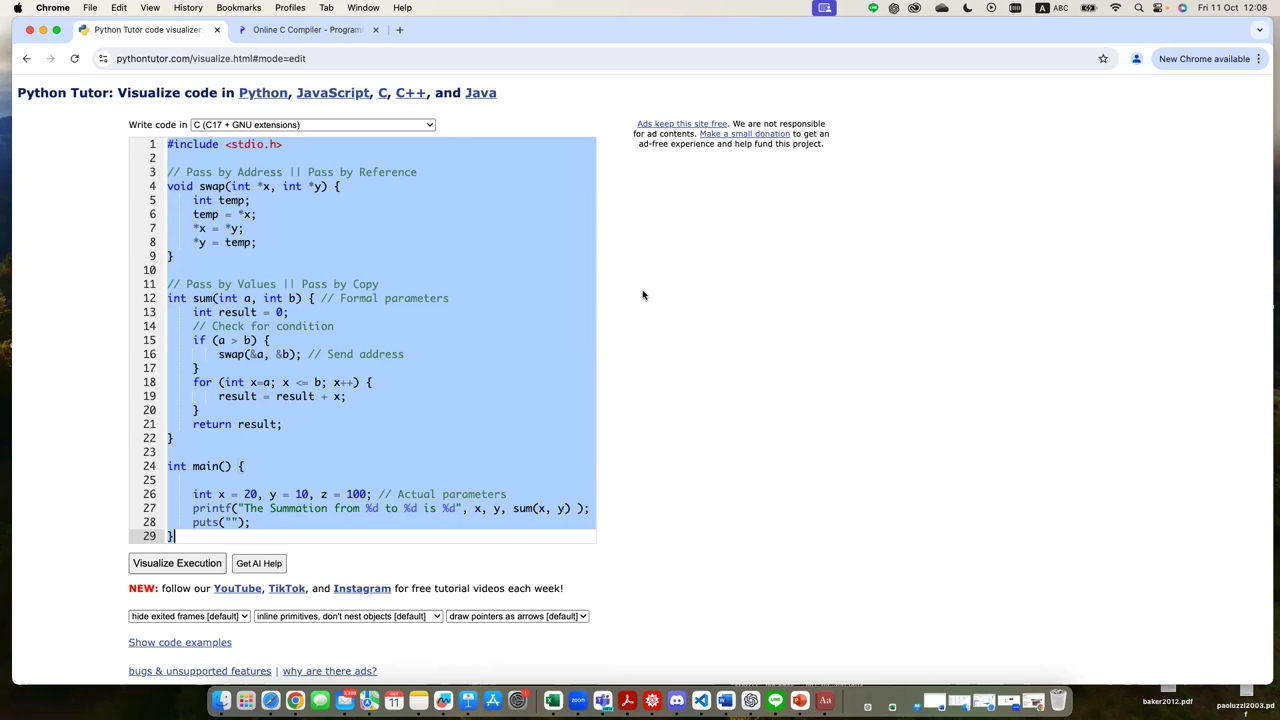 Chrome File Edit View History Bookmarks Profiles Tab Window Help
ABC Fri 11 Oct 12:08
Python Tutor code visualizer:
Online C Compiler - Programi
pythontutor.com/visualize.html#mode=edit
New Chrome available
Python Tutor: Visualize code in Python, JavaScript, C, C++, and Java
Write code in C (C17 + GNU extensions)
Ads keep this site free. We are not responsible
for ad contents. Make a small donation to get an
ad-free experience and help fund this project.
1 #include <stdio.h>
2
3 // Pass by Address || Pass by Reference
4 void swap(int *x, int *y) {
5 int temp;
6 temp = *x;
7 *x = *y;
8 *y = temp;
9 }
10
11 // Pass by Values || Pass by Copy
12 int sum(int a, int b) { // Formal parameters
13 int result = 0;
14 // Check for condition
15 if (a > b) {
16 swap(&a, &b); // Send address
17 }
18 for (int x=a; x <= b; x++) {
19 result = result + x;
20 }
21 return result;
22 }
23
24 int main() {
25
26 int x = 20, y = 10, z = 100; // Actual parameters
27 printf("The Summation from %d to %d is %d", x, y, sum(x, y) );
28 puts("");
29 }
Visualize Execution Get AI Help
NEW: follow our YouTube, TikTok, and Instagram for free tutorial videos each week!
hide exited frames [default] inline primitives, don't nest objects [default] draw pointers as arrows [default]
Show code examples
bugs & unsupported features | why are there ads?
baker2012.pdf
paoluzzi2003.pd
f